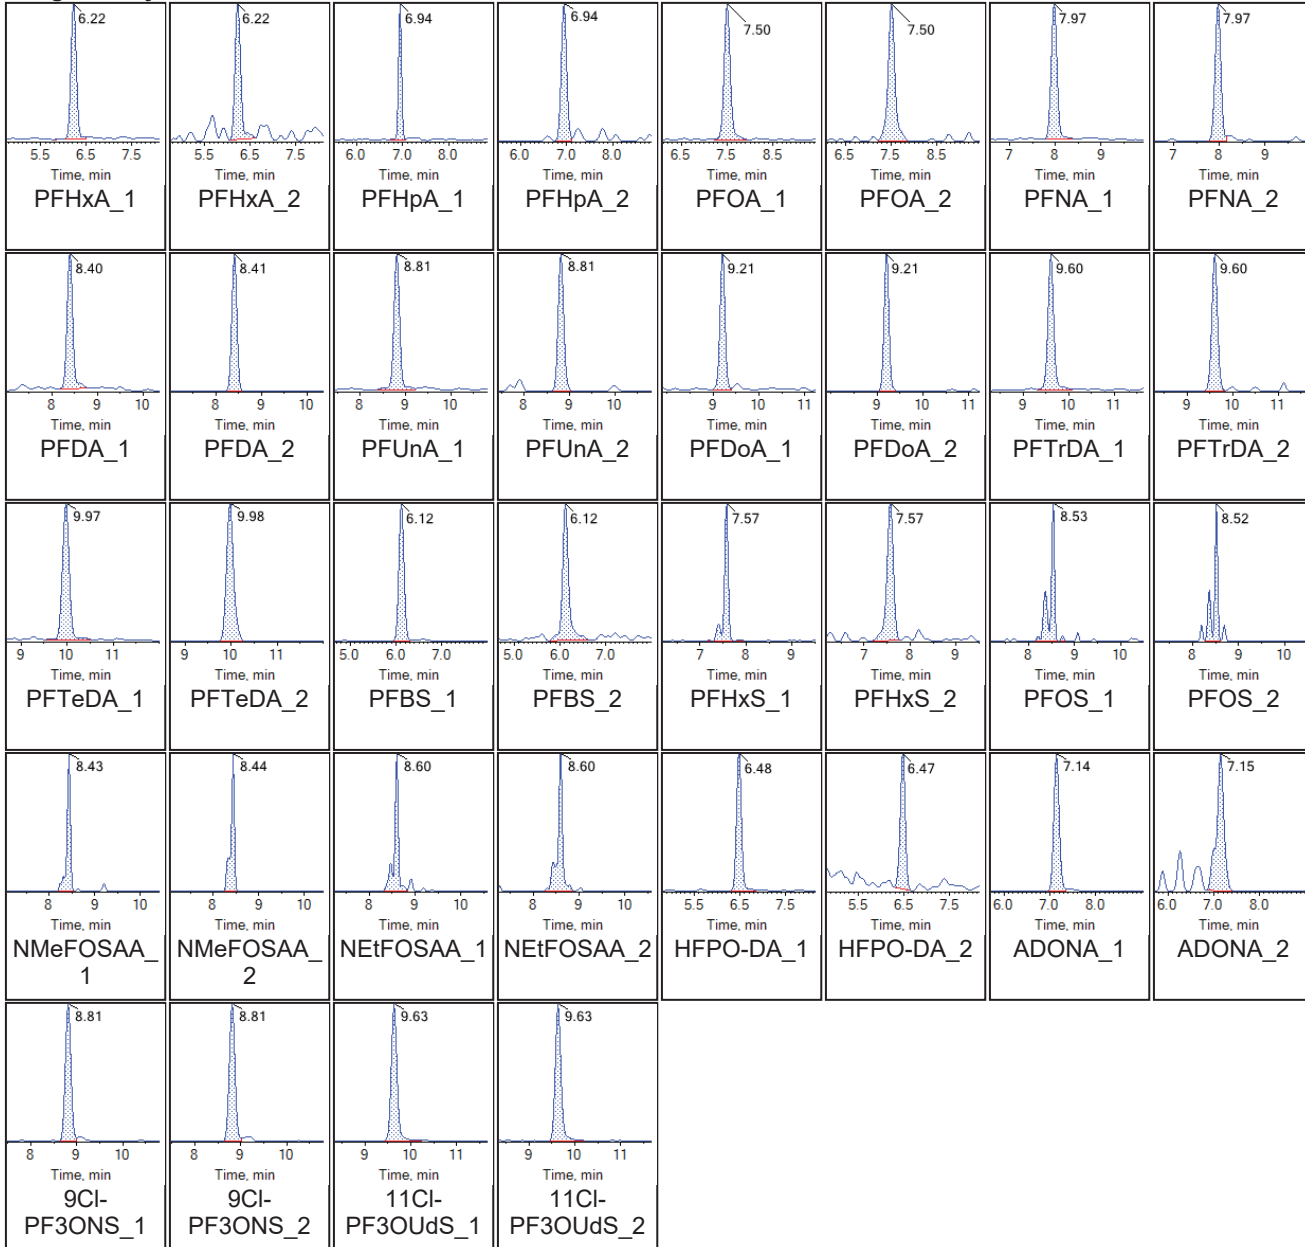 6.22
5.5 6.5 7.5
Time, min
PFHxA_1
6.22
5.5 6.5 7.5
Time, min
PFHxA_2
6.94
6.0 7.0 8.0
Time, min
PFHpA_1
6.94
6.0 7.0 8.0
Time, min
PFHpA_2
7.50
6.5 7.5 8.5
Time, min
PFOA_1
7.50
6.5 7.5 8.5
Time, min
PFOA_2
7.97
7 8 9
Time, min
PFNA_1
7.97
7 8 9
Time, min
PFNA_2
8.40
8 9 10
Time, min
PFDA_1
8.41
8 9 10
Time, min
PFDA_2
8.81
8 9 10
Time, min
PFUnA_1
8.81
8 9 10
Time, min
PFUnA_2
9.21
9 10 11
Time, min
PFDoA_1
9.21
9 10 11
Time, min
PFDoA_2
9.60
9 10 11
Time, min
PFTrDA_1
9.60
9 10 11
Time, min
PFTrDA_2
9.97
9 10 11
Time, min
PFTeDA_1
9.98
9 10 11
Time, min
PFTeDA_2
6.12
5.0 6.0 7.0
Time, min
PFBS_1
6.12
5.0 6.0 7.0
Time, min
PFBS_2
7.57
7 8 9
Time, min
PFHxS_1
7.57
7 8 9
Time, min
PFHxS_2
8.53
8 9 10
Time, min
PFOS_1
8.52
8 9 10
Time, min
PFOS_2
8.43
8 9 10
Time, min
NMeFOSAA_
1
8.44
8 9 10
Time, min
NMeFOSAA_
2
8.60
8 9 10
Time, min
NEtFOSAA_1
8.60
8 9 10
Time, min
NEtFOSAA_2
6.48
5.5 6.5 7.5
Time, min
HFPO-DA_1
6.47
5.5 6.5 7.5
Time, min
HFPO-DA_2
7.14
6.0 7.0 8.0
Time, min
ADONA_1
7.15
6.0 7.0 8.0
Time, min
ADONA_2
8.81
8 9 10
Time, min
9Cl-
PF3ONS_1
8.81
8 9 10
Time, min
9Cl-
PF3ONS_2
9.63
9 10 11
Time, min
11Cl-
PF3OUdS_1
9.63
9 10 11
Time, min
11Cl-
PF3OUdS_2